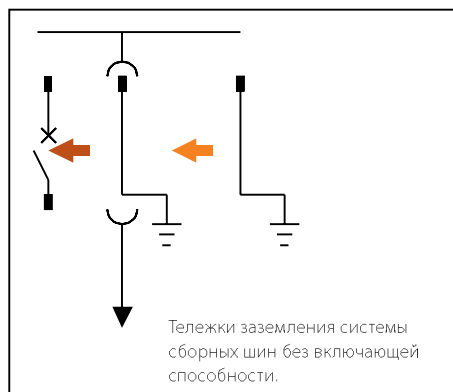 Тележки заземления системы
сборных шин без включающей
способности.